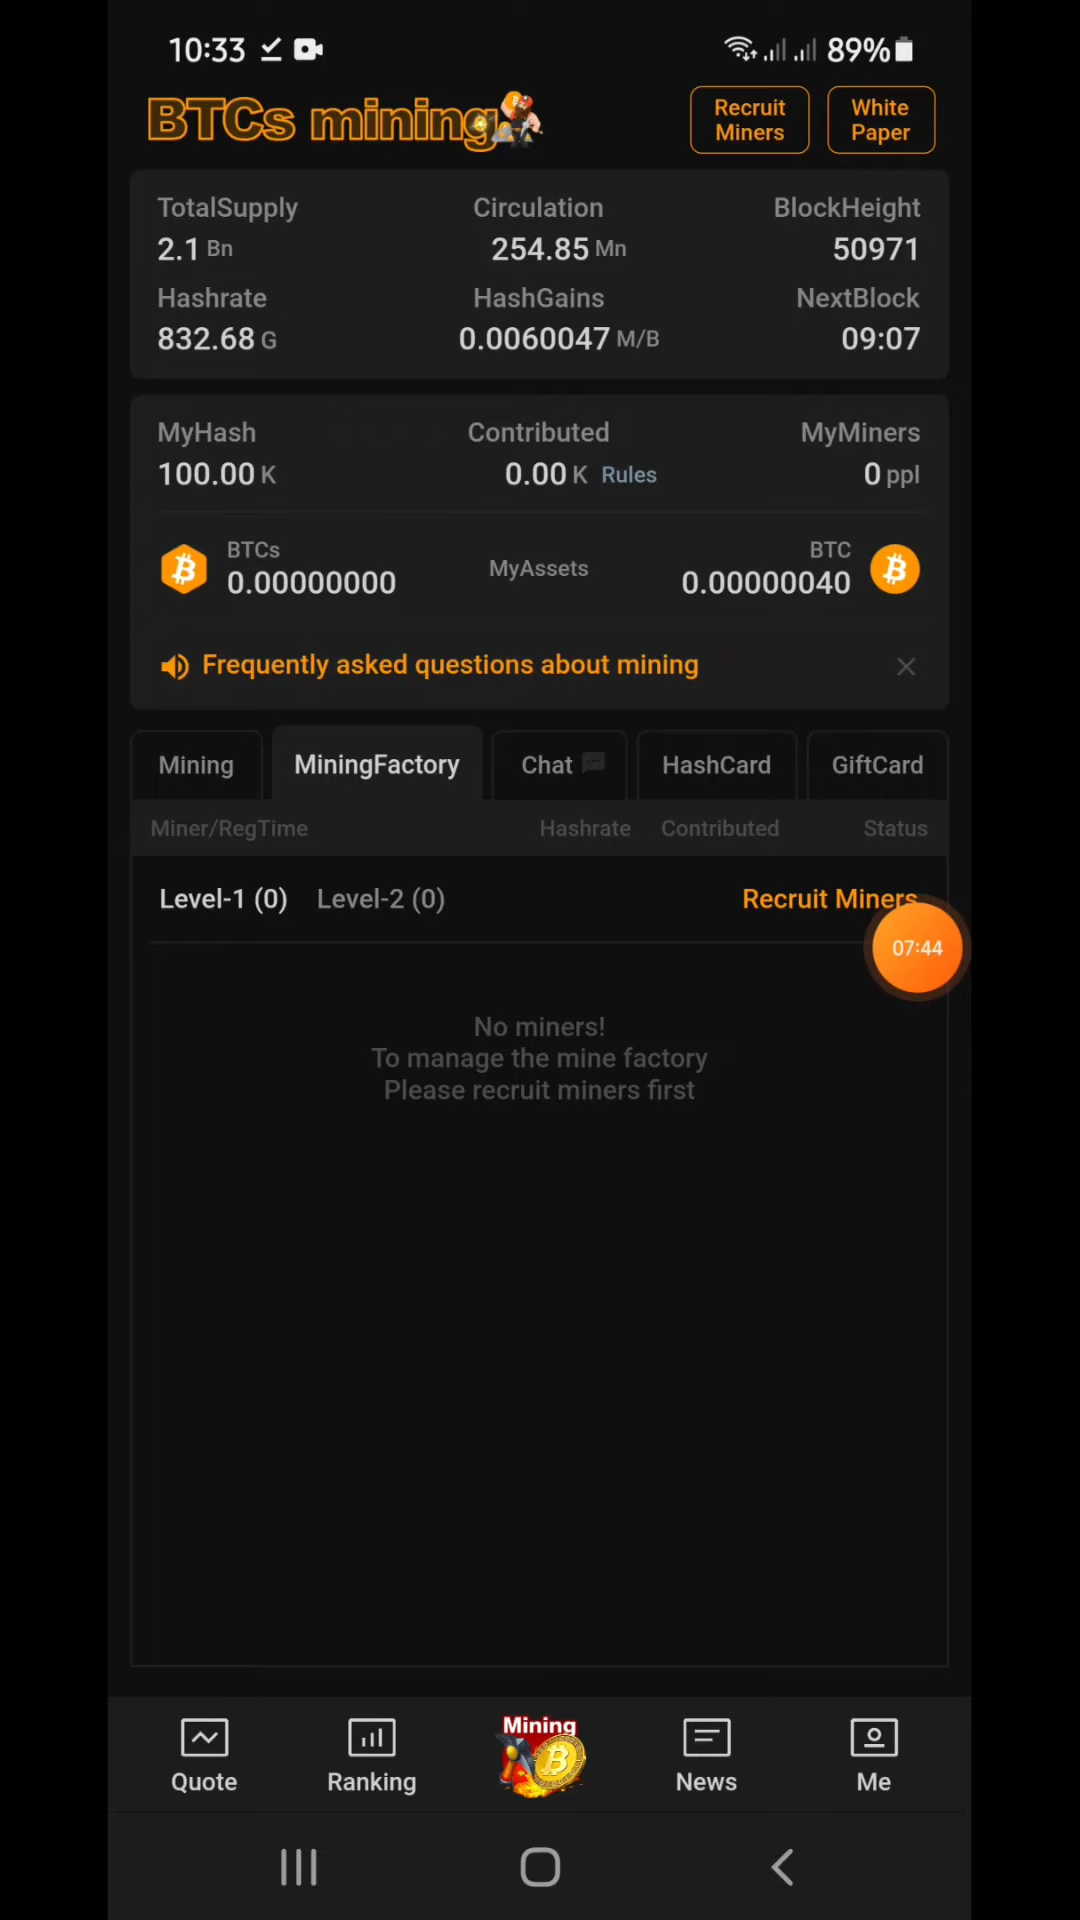 10:33 89%
BTCs mining
Recruit Miners
White Paper
TotalSupply Circulation BlockHeight
2.1 Bn 254.85 Mn 50971
Hashrate HashGains NextBlock
832.68 G 0.0060047 M/B 09:07
MyHash Contributed MyMiners
100.00 K 0.00 K Rules 0 ppl
BTCs BTC
0.00000000 MyAssets 0.00000040
Frequently asked questions about mining
Mining MiningFactory Chat HashCard GiftCard
Miner/RegTime Hashrate Contributed Status
Level-1 (0) Level-2 (0) Recruit Miners
07:44
No miners!
To manage the mine factory
Please recruit miners first
Mining
Quote Ranking News Me